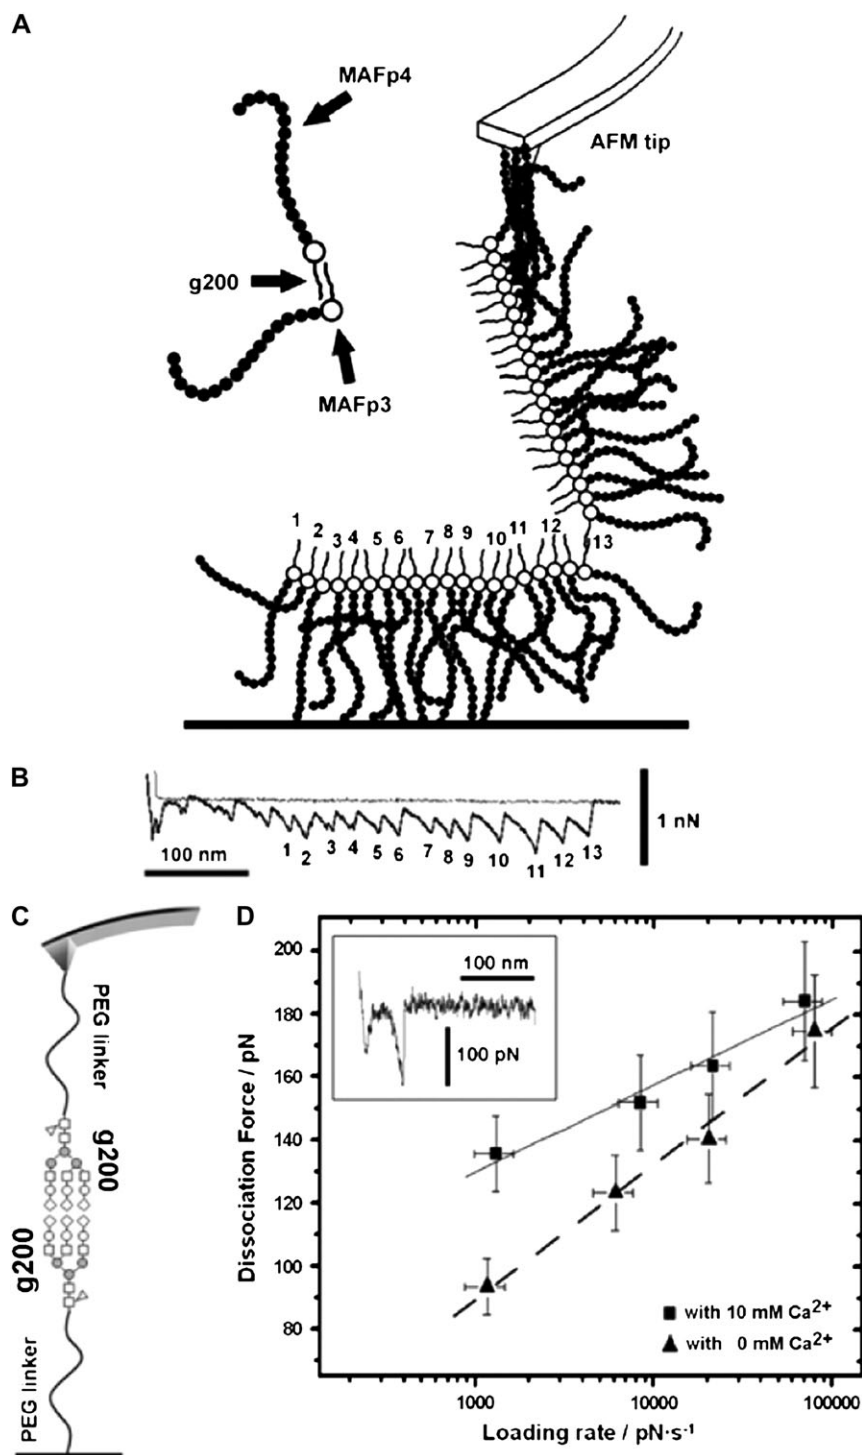 A
MAFp4
AFM tip
g200
MAFp3
1 2 3 4 5 6 7 8 9 10 11 12 13
B
1 nN
100 nm
1 2 3 4 5 6 7 8 9 10 11 12 13
C
PEG linker
g200
g200
PEG linker
D
200
180
160
140
120
100
80
Dissociation Force / pN
100 nm
100 pN
with 10 mM Ca²⁺
with 0 mM Ca²⁺
1000 10000 100000
Loading rate / pN·s⁻¹